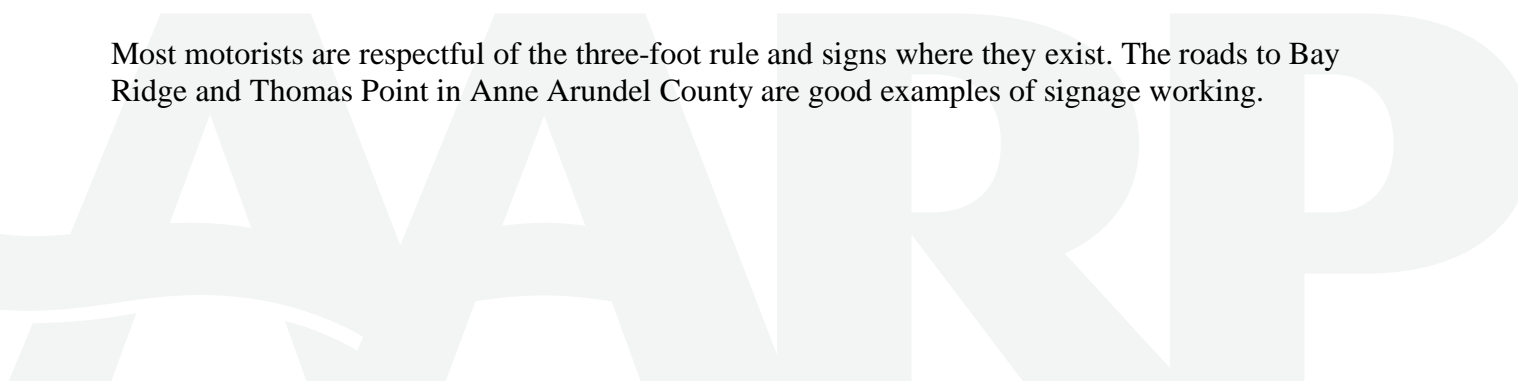 Most motorists are respectful of the three-foot rule and signs where they exist. The roads to Bay
Ridge and Thomas Point in Anne Arundel County are good examples of signage working.
AARP